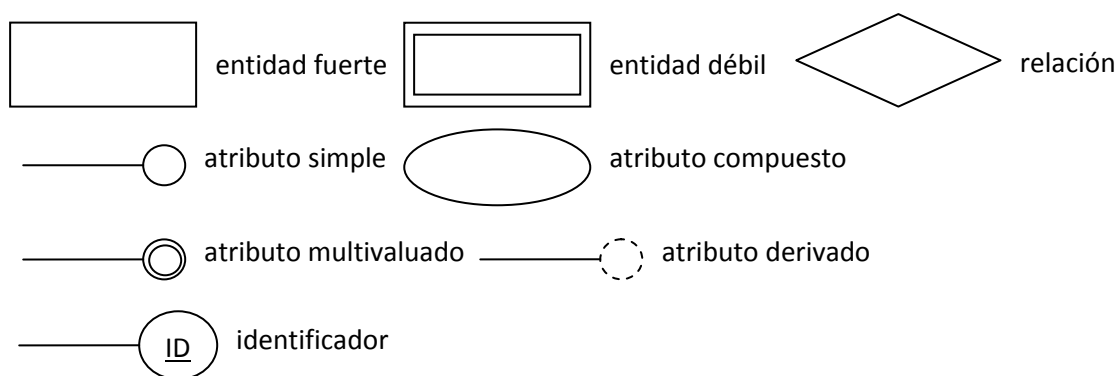 entidad fuerte entidad débil relación
atributo simple atributo compuesto
atributo multivaluado atributo derivado
ID identificador